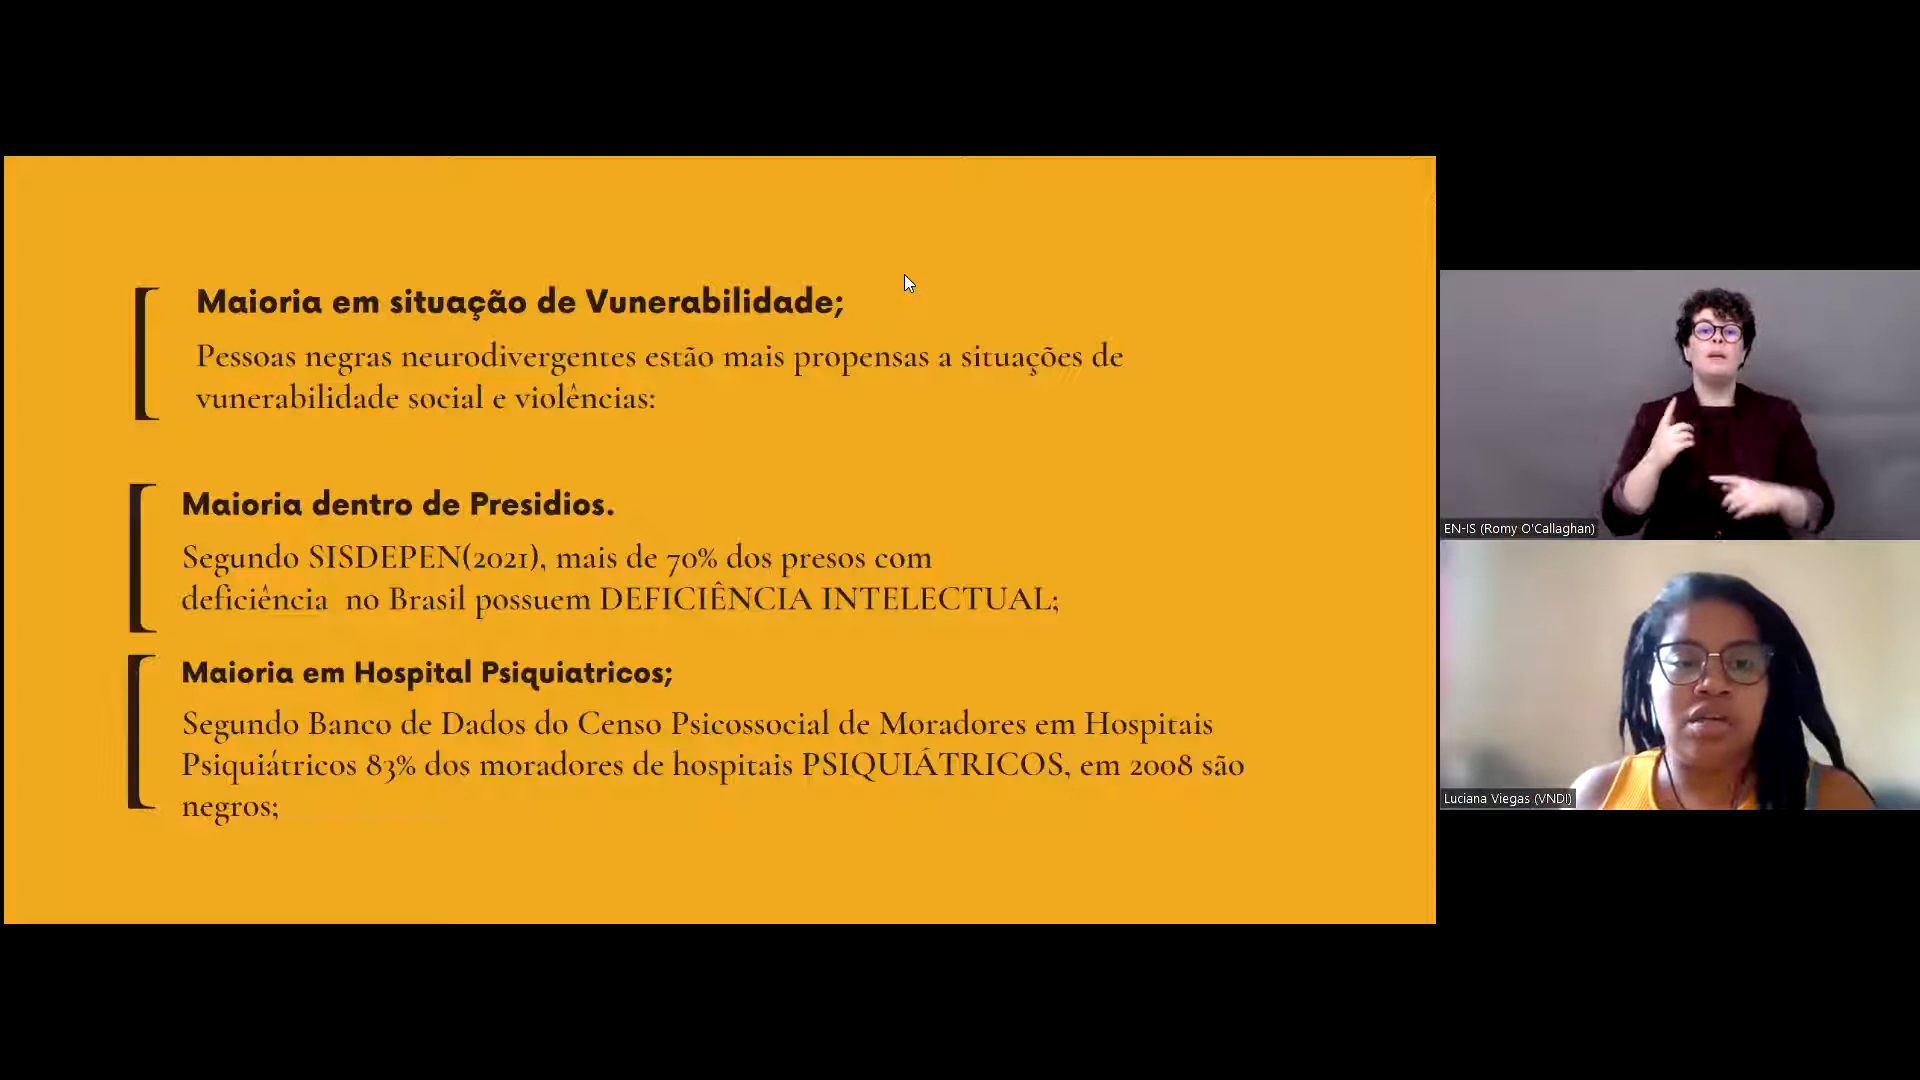 Maioria em situação de Vunerabilidade;
Pessoas negras neurodivergentes estão mais propensas a situações de
vunerabilidade social e violências:
Maioria dentro de Presidios.
Segundo SISDEPEN(2021), mais de 70% dos presos com
deficiência  no Brasil possuem DEFICIÊNCIA INTELECTUAL;
Maioria em Hospital Psiquiatricos;
Segundo Banco de Dados do Censo Psicossocial de Moradores em Hospitais
Psiquiátricos 83% dos moradores de hospitais PSIQUIÁTRICOS, em 2008 são
negros;
EN-IS (Romy O'Callaghan)
Luciana Viegas (VNDI)